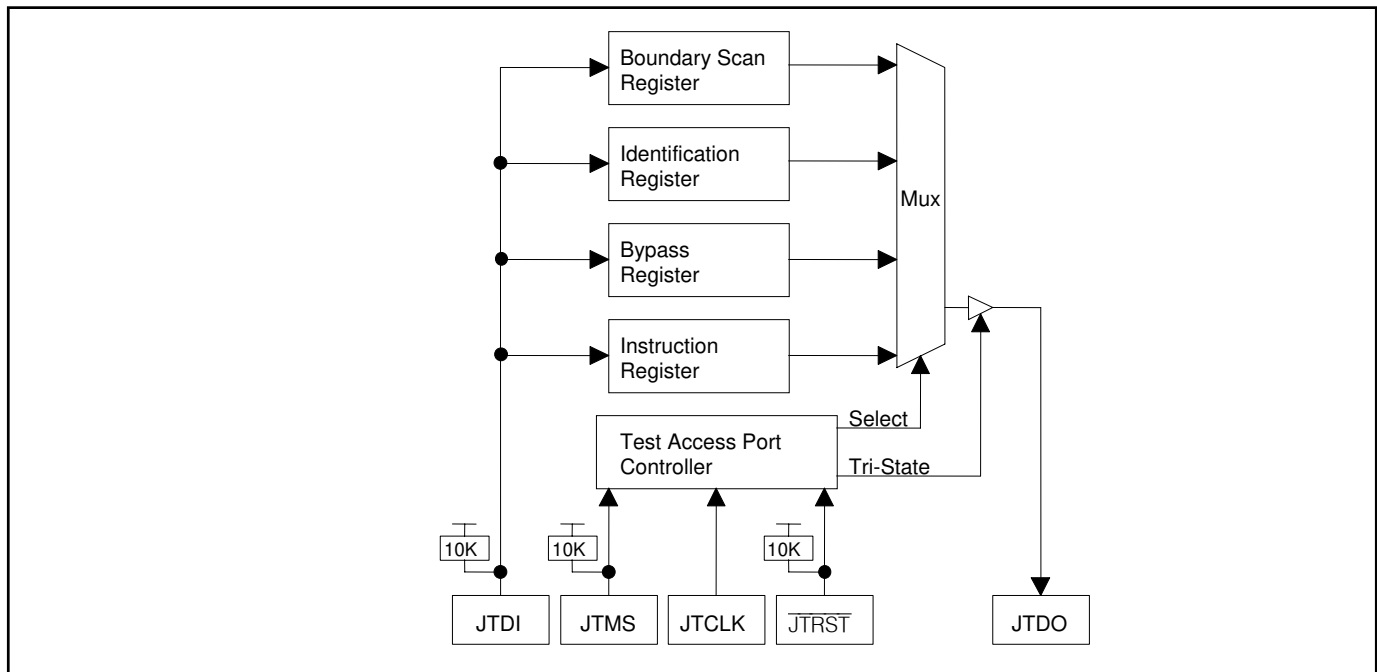 Boundary Scan
Register
Identification
Register
Mux
Bypass
Register
Instruction
Register
Select
Test Access Port
Controller
Tri-State
10K
10K
10K
JTDI
JTMS
JTCLK
JTRST
JTDO